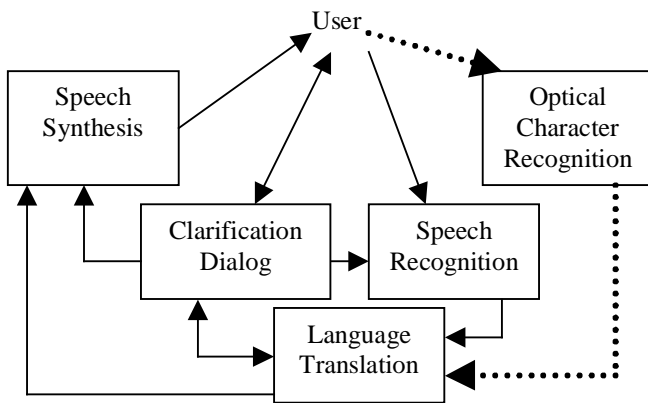 User
Speech
Synthesis
Optical
Character
Recognition
Clarification
Dialog
Speech
Recognition
Language
Translation